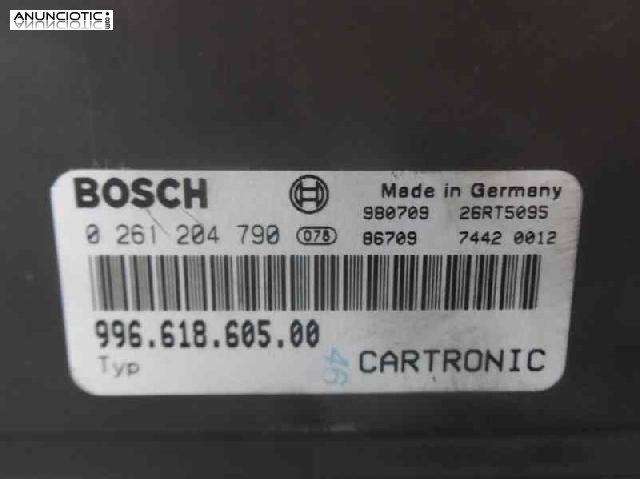 ANUNCIOTIC.com
BOSCH
Made in Germany
980709 26RT5095
0 261 204 790 078 86709 7442 0012
996.618.605.00
Typ
46 CARTRONIC